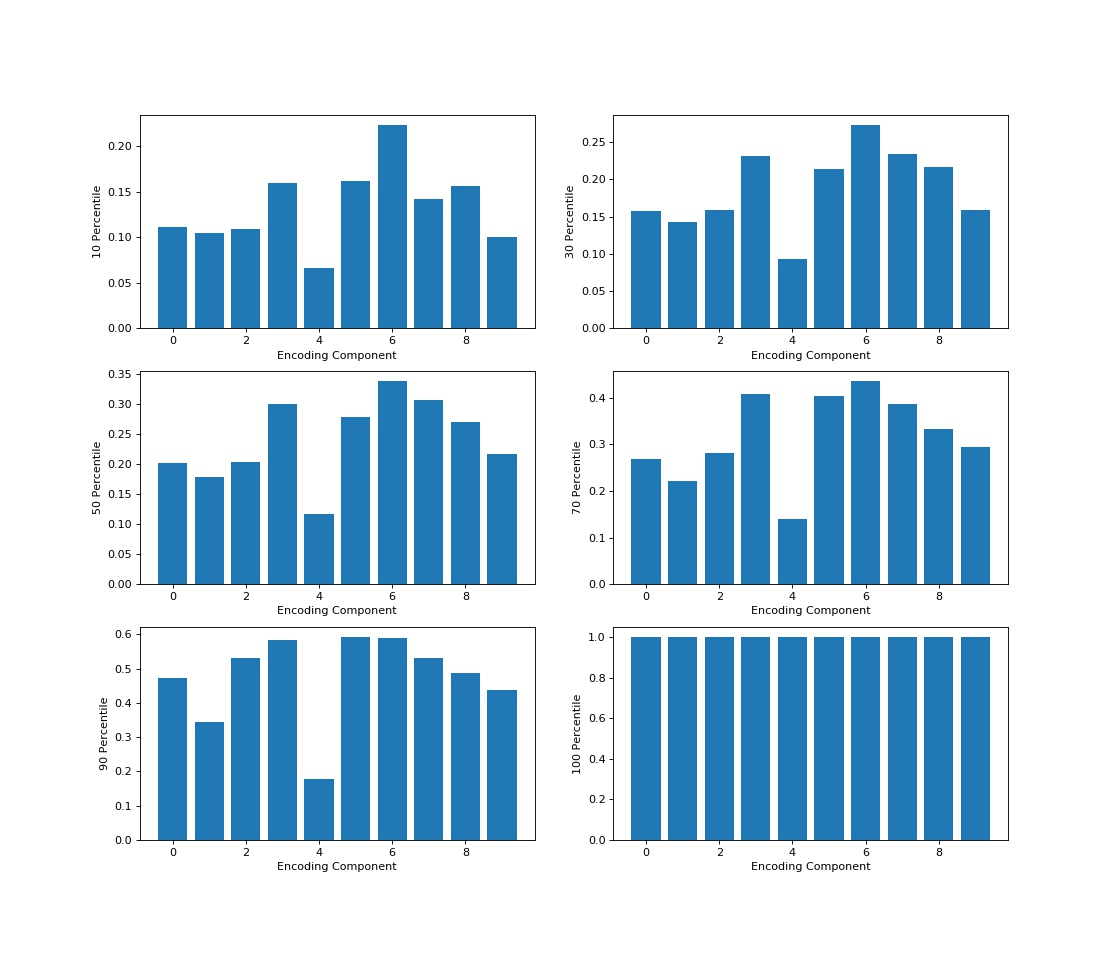 0.20
0.15
0.10
0.05
0.00
10 Percentile
0 2 4 6 8
Encoding Component
0.25
0.20
0.15
0.10
0.05
0.00
30 Percentile
0 2 4 6 8
Encoding Component
0.35
0.30
0.25
0.20
0.15
0.10
0.05
0.00
50 Percentile
0 2 4 6 8
Encoding Component
0.4
0.3
0.2
0.1
0.0
70 Percentile
0 2 4 6 8
Encoding Component
0.6
0.5
0.4
0.3
0.2
0.1
0.0
90 Percentile
0 2 4 6 8
Encoding Component
1.0
0.8
0.6
0.4
0.2
0.0
100 Percentile
0 2 4 6 8
Encoding Component